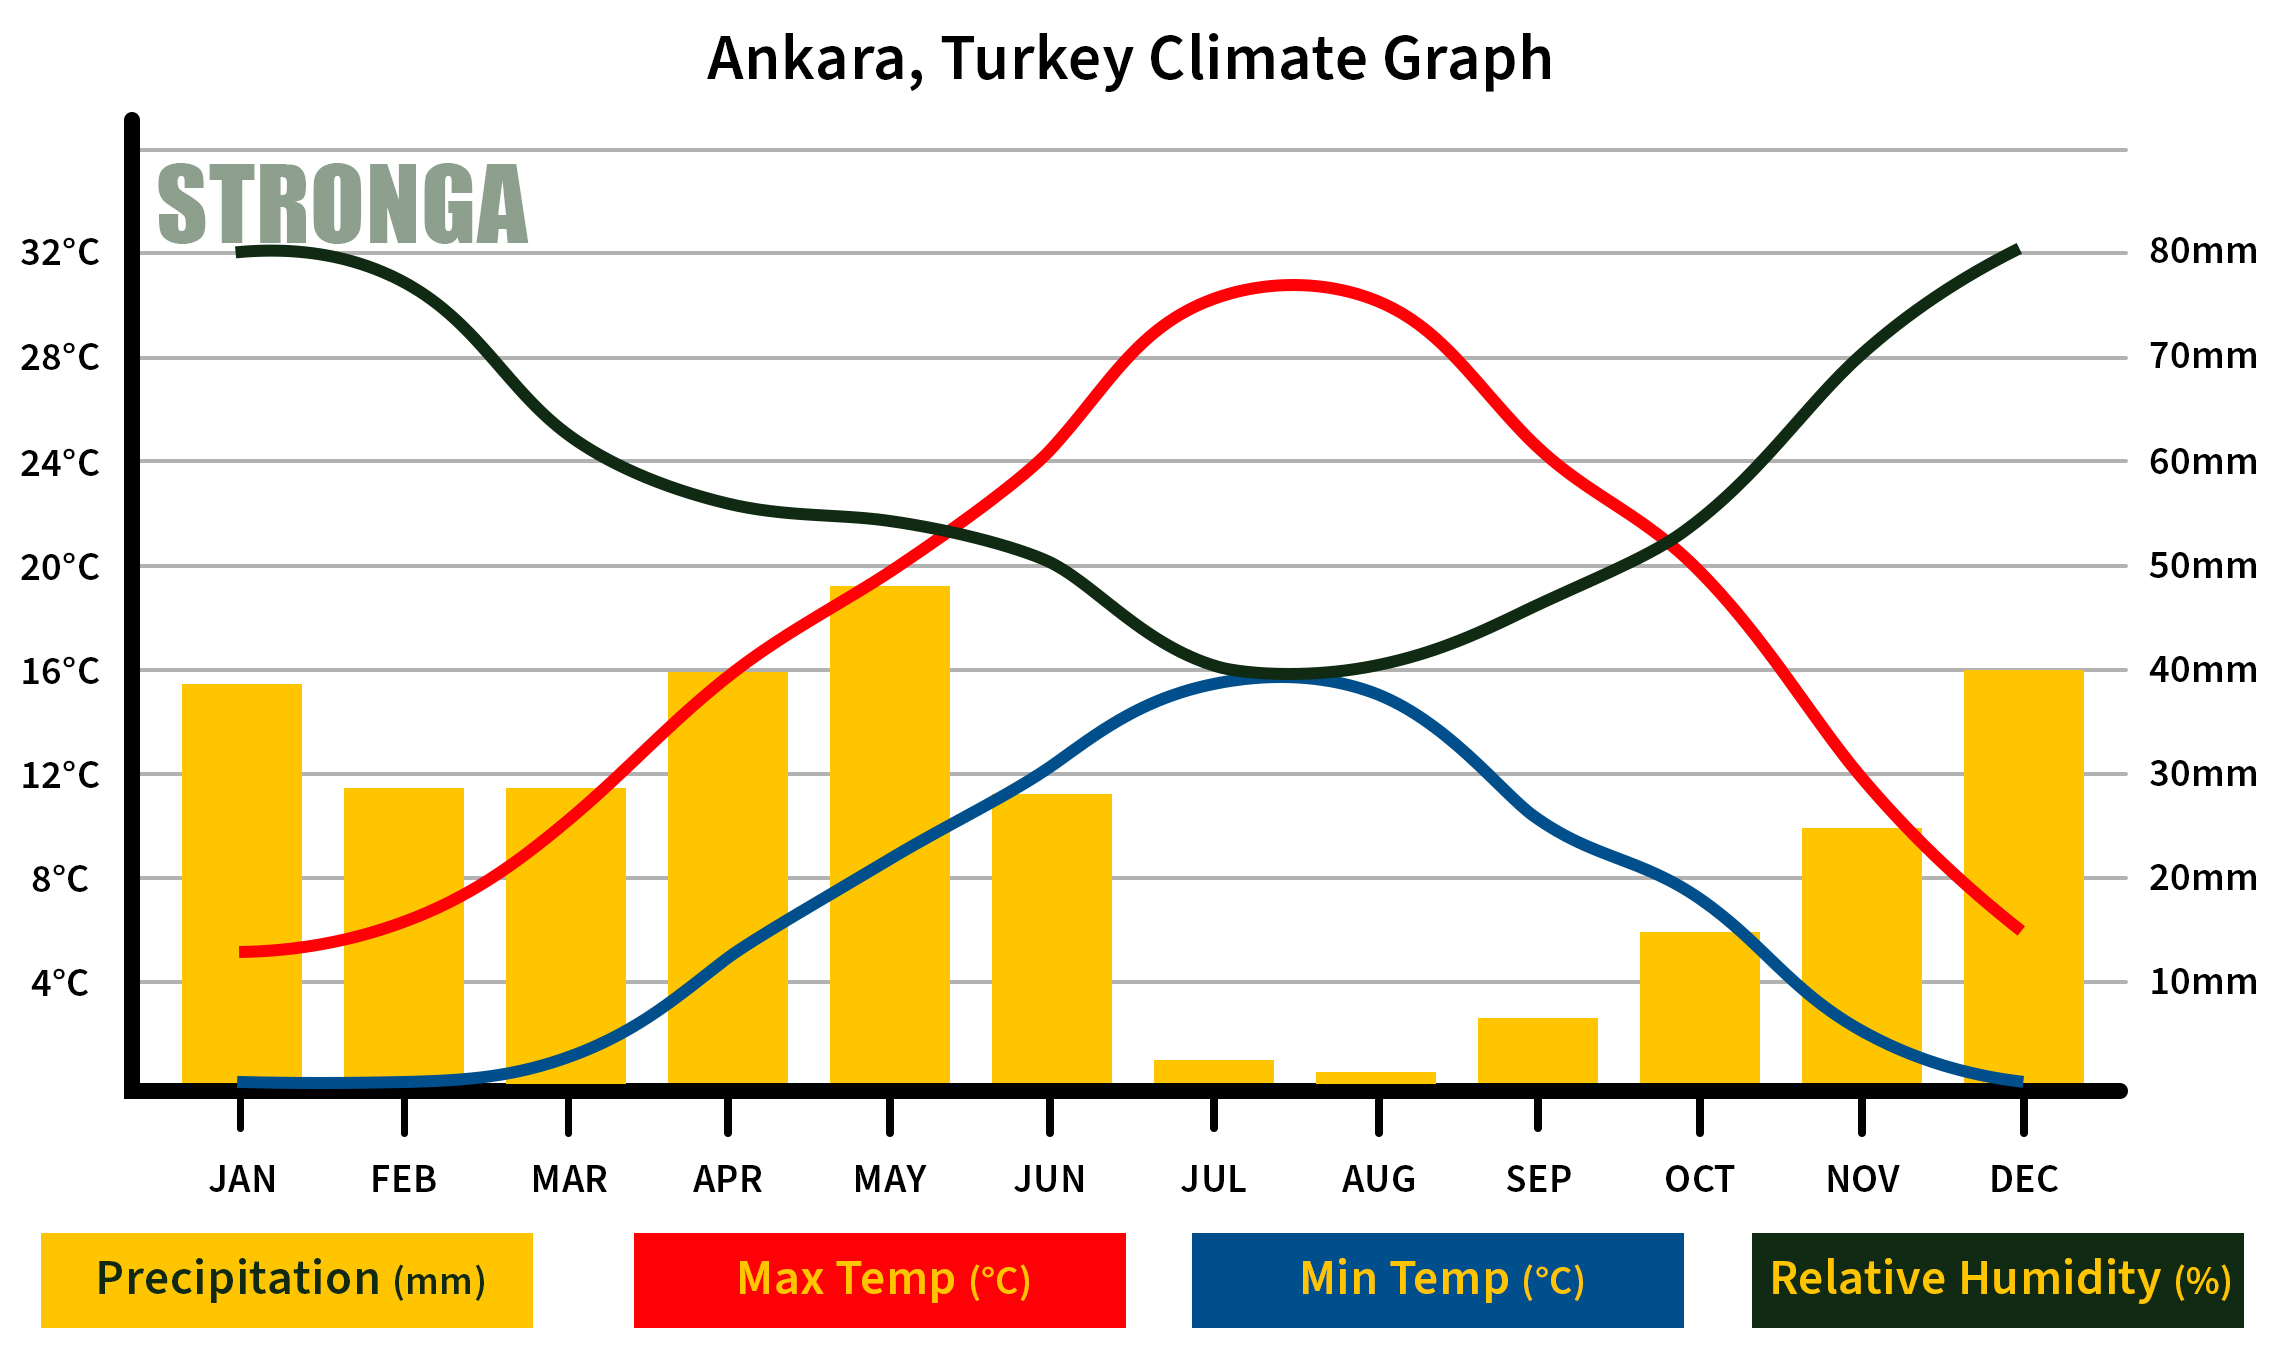 Ankara, Turkey Climate Graph
STRONGA
32°C
28°C
24°C
20°C
16°C
12°C
8°C
4°C
80mm
70mm
60mm
50mm
40mm
30mm
20mm
10mm
JAN FEB MAR APR MAY JUN JUL AUG SEP OCT NOV DEC
Precipitation (mm)
Max Temp (°C)
Min Temp (°C)
Relative Humidity (%)